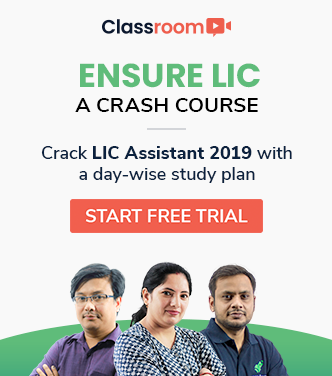 Classroom
ENSURE LIC
A CRASH COURSE
Crack LIC Assistant 2019 with
a day-wise study plan
START FREE TRIAL